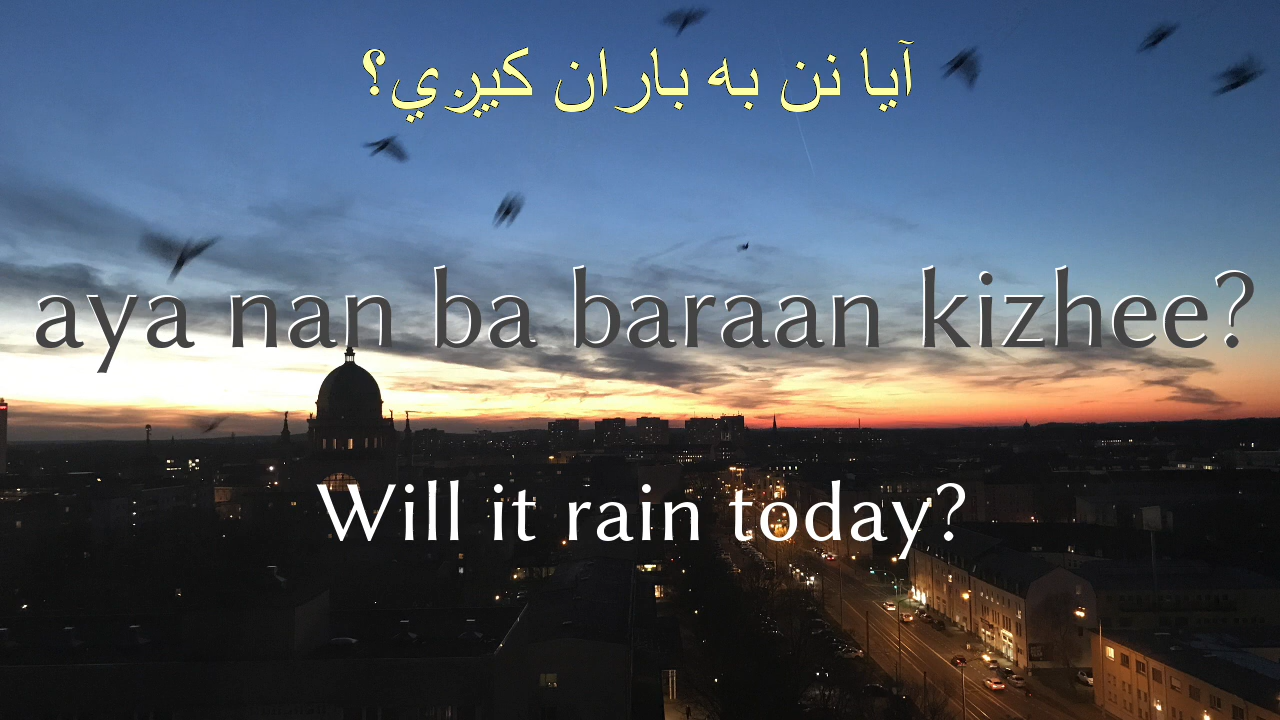 آیا نن به باران کیږي؟
aya nan ba baraan kizhee?
Will it rain today?